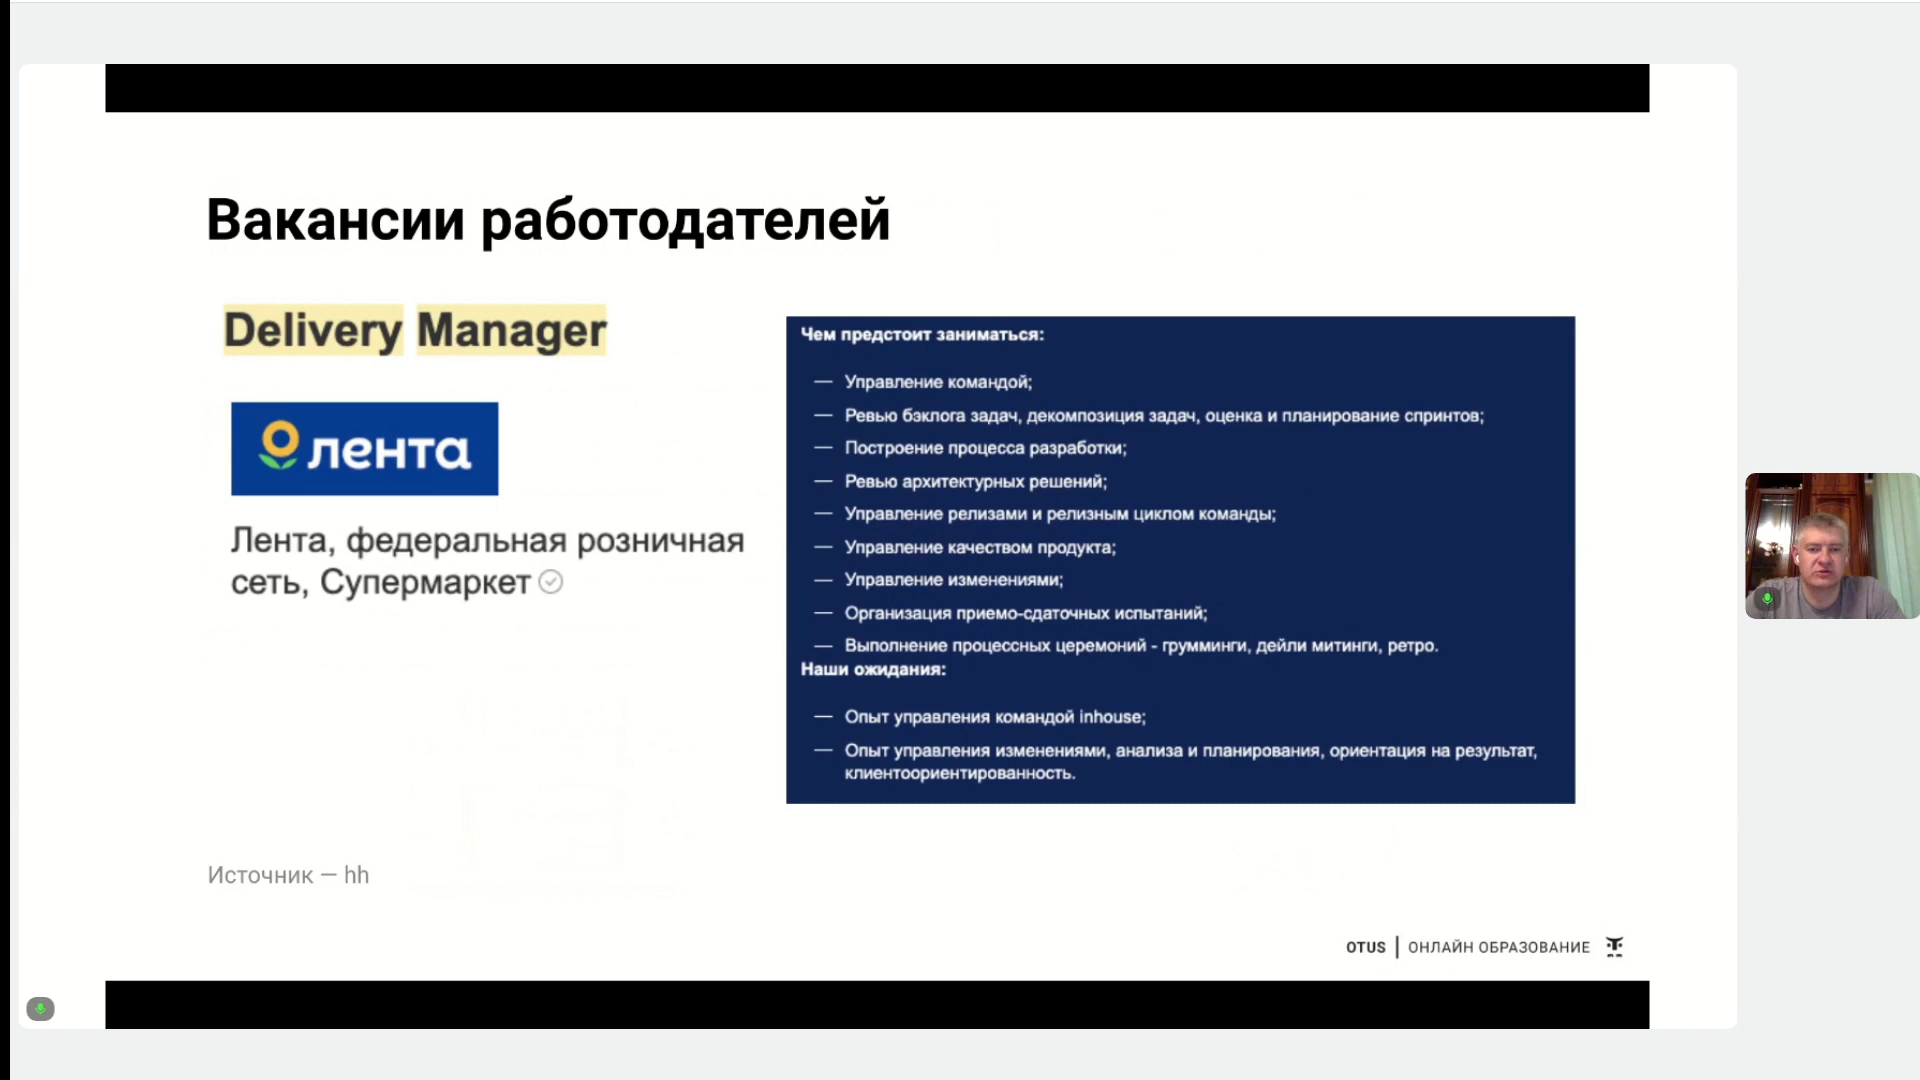 Вакансии работодателей
Delivery Manager
лента
Лента, федеральная розничная
сеть, Супермаркет
Чем предстоит заниматься:
— Управление командой;
— Ревью бэклога задач, декомпозиция задач, оценка и планирование спринтов;
— Построение процесса разработки;
— Ревью архитектурных решений;
— Управление релизами и релизным циклом команды;
— Управление качеством продукта;
— Управление изменениями;
— Организация приемо-сдаточных испытаний;
— Выполнение процессных церемоний - грумминги, дейли митинги, ретро.
Наши ожидания:
— Опыт управления командой inhouse;
— Опыт управления изменениями, анализа и планирования, ориентация на результат,
клиентоориентированность.
Источник — hh
OTUS | ОНЛАЙН ОБРАЗОВАНИЕ